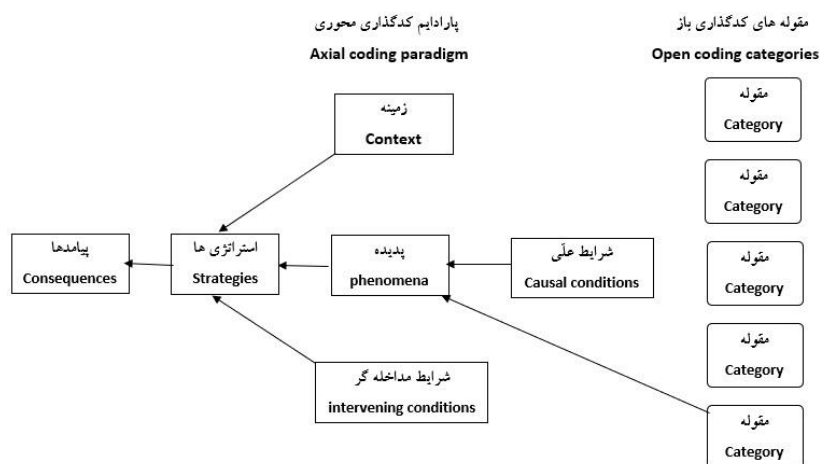 مقوله های کدگذاری باز
Open coding categories
پارادایم کدگذاری محوری
Axial coding paradigm
مقوله
Category
زمینه
Context
مقوله
Category
مقوله
Category
شرایط علّی
Causal conditions
پدیده
phenomena
استراتژی ها
Strategies
پیامدها
Consequences
مقوله
Category
شرایط مداخله گر
intervening conditions
مقوله
Category